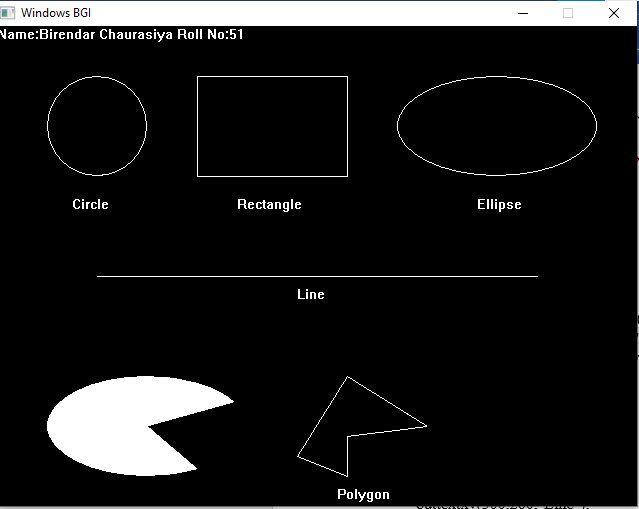 Windows BGI
Name:Birendar Chaurasiya Roll No:51
Circle
Rectangle
Ellipse
Line
Polygon